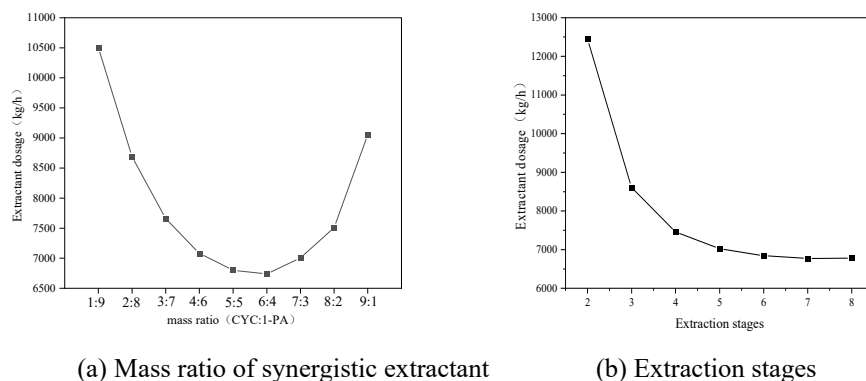 11000
10500
10000
9500
9000
8500
8000
7500
7000
6500
Extractant dosage（kg/h）
1:9 2:8 3:7 4:6 5:5 6:4 7:3 8:2 9:1
mass ratio（CYC:1-PA）
(a) Mass ratio of synergistic extractant
13000
12000
11000
10000
9000
8000
7000
6000
Extractant dosage（kg/h）
2 3 4 5 6 7 8
Extraction stages
(b) Extraction stages